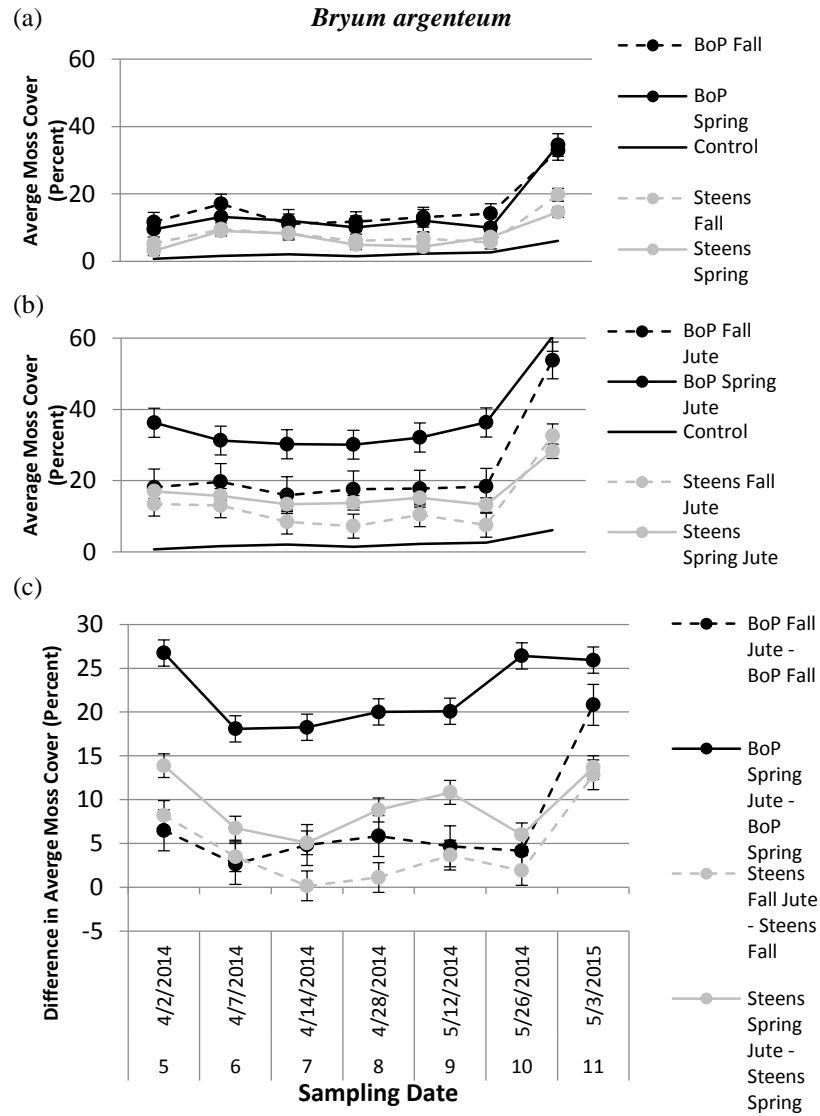 (a)
Bryum argenteum
Averge Moss Cover
(Percent)
60
40
20
0
BoP Fall
BoP
Spring
Control
Steens
Fall
Steens
Spring
(b)
Average Moss Cover
(Percent)
60
40
20
0
BoP Fall
Jute
BoP Spring
Jute
Control
Steens Fall
Jute
Steens
Spring Jute
(c)
Difference in Averge Moss Cover (Percent)
30
25
20
15
10
5
0
-5
BoP Fall
Jute -
BoP Fall
BoP
Spring
Jute -
BoP
Spring
Steens
Fall Jute
- Steens
Fall
Steens
Spring
Jute -
Steens
Spring
4/2/2014
4/7/2014
4/14/2014
4/28/2014
5/12/2014
5/26/2014
5/3/2015
5 6 7 8 9 10 11
Sampling Date